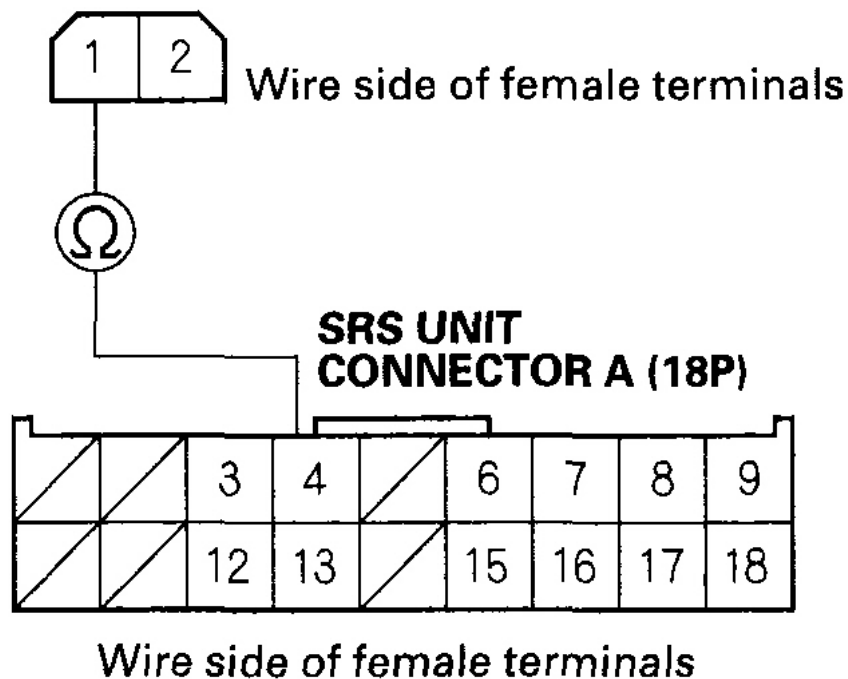 1 2
Wire side of female terminals
Ω
SRS UNIT
CONNECTOR A (18P)
3 4 6 7 8 9
12 13 15 16 17 18
Wire side of female terminals